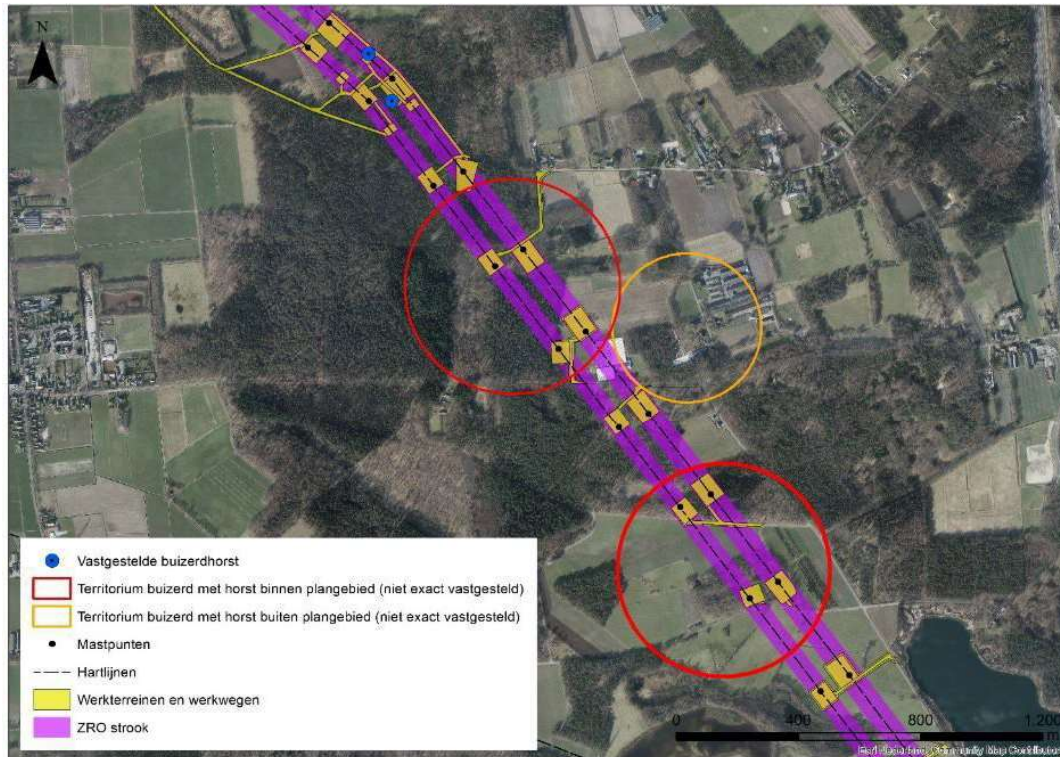 N
Vastgestelde buizerdhorst
Territorium buizerd met horst binnen plangebied (niet exact vastgesteld)
Territorium buizerd met horst buiten plangebied (niet exact vastgesteld)
Mastpunten
Hartlijnen
Werkterreinen en werkwegen
ZRO strook
0 400 800 1.200
m